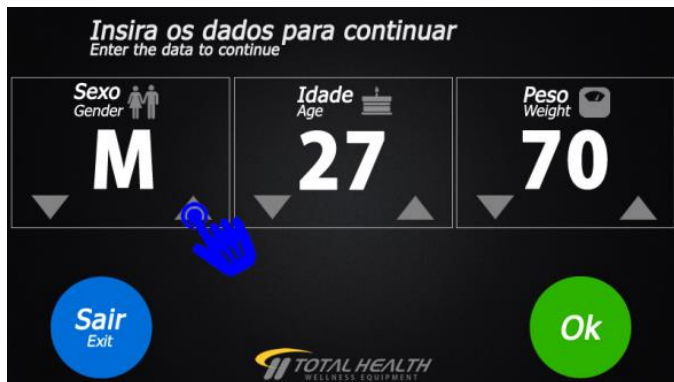 Insira os dados para continuar
Enter the data to continue
Sexo
Gender
M
Idade
Age
27
Peso
Weight
70
Sair
Exit
Ok
TOTAL HEALTH
WELLNESS EQUIPMENT